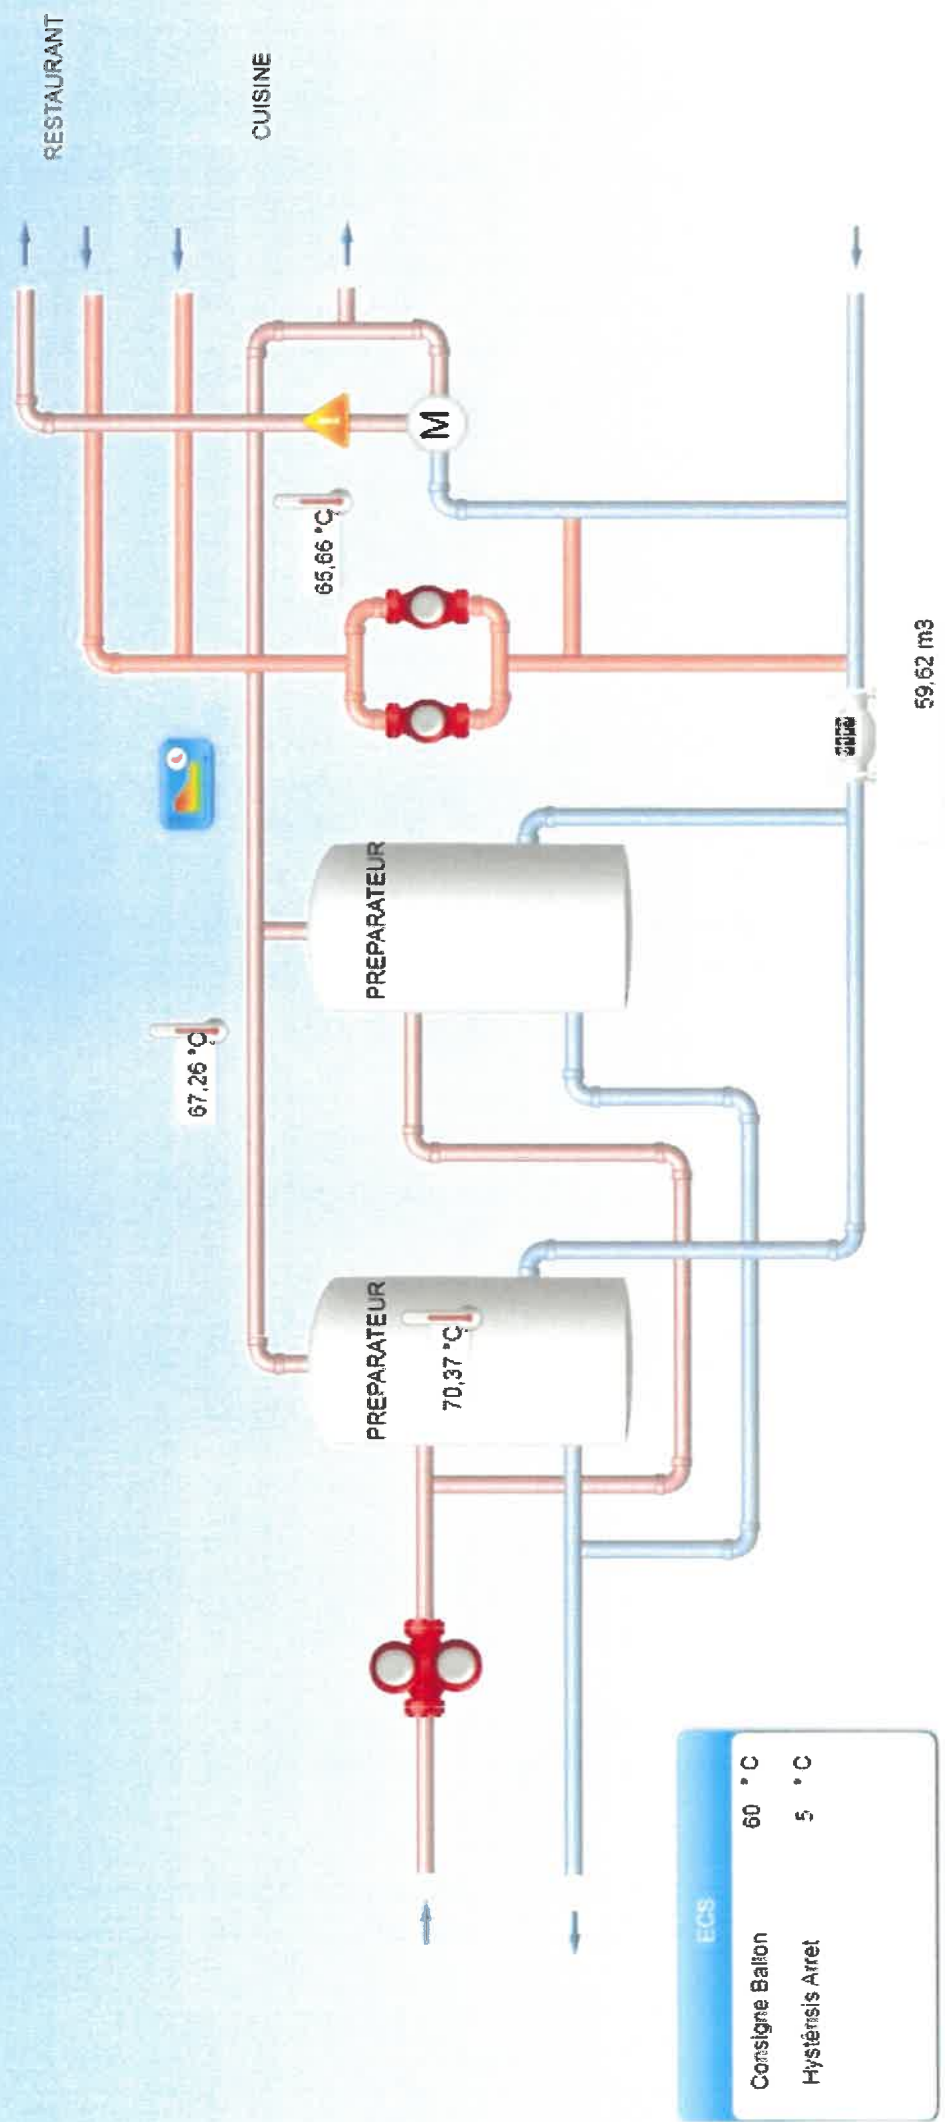 RESTAURANT
CUISINE
65,66 °C
M
67,26 °C
PREPARATEUR
PREPARATEUR
70,37 °C
59,62 m3
ECS
Consigne Ballon 60 ° C
Hystérisis Arret 5 ° C